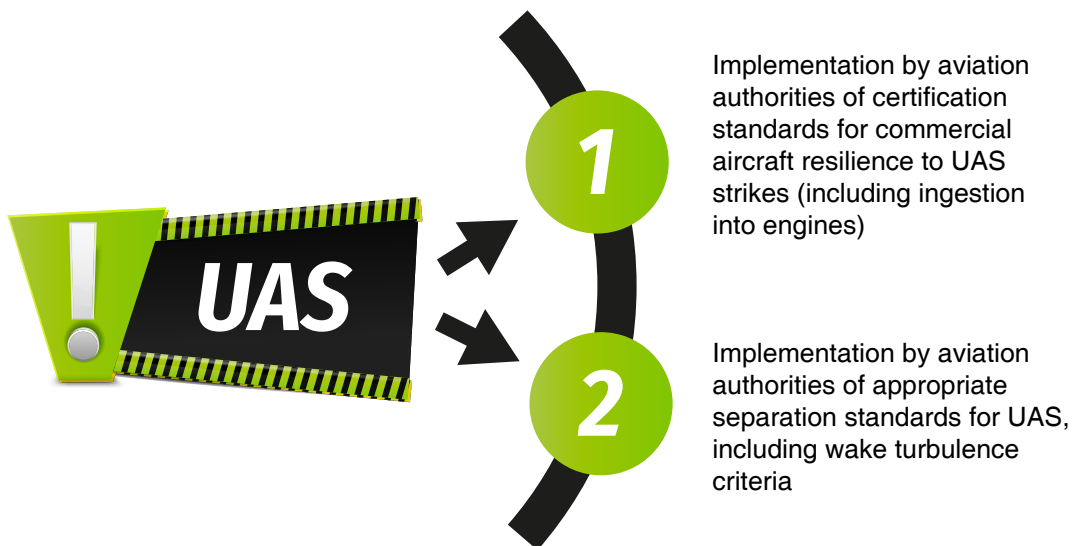 UAS
1
Implementation by aviation
authorities of certification
standards for commercial
aircraft resilience to UAS
strikes (including ingestion
into engines)
2
Implementation by aviation
authorities of appropriate
separation standards for UAS,
including wake turbulence
criteria